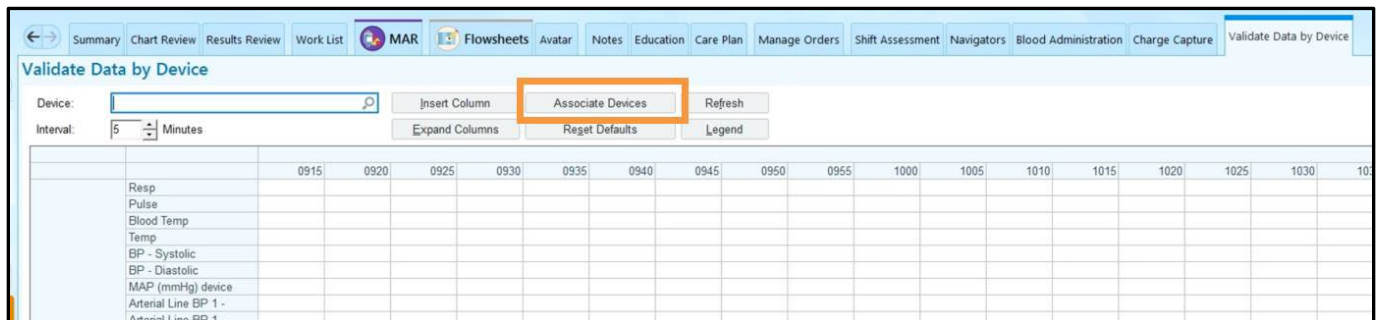 Summary Chart Review Results Review Work List MAR Flowsheets Avatar Notes Education Care Plan Manage Orders Shift Assessment Navigators Blood Administration Charge Capture Validate Data by Device
Validate Data by Device
Device: Insert Column Associate Devices Refresh
Interval: 5 Minutes Expand Columns Reset Defaults Legend
0915 0920 0925 0930 0935 0940 0945 0950 0955 1000 1005 1010 1015 1020 1025 1030
Resp
Pulse
Blood Temp
Temp
BP - Systolic
BP - Diastolic
MAP (mmHg) device
Arterial Line BP 1 -
Arterial Line BP 1